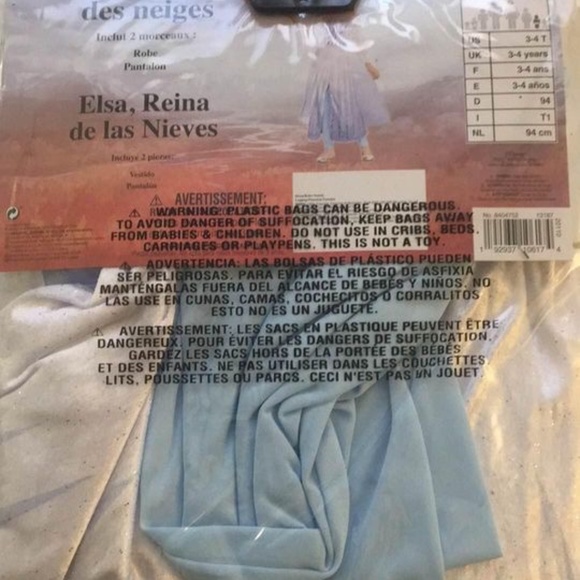 des neiges
Inclut 2 morceaux :
Robe
Pantalon
Elsa, Reina
de las Nieves
Incluye 2 piezas:
Vestido
Pantalón
US 3-4 T
UK 3-4 years
F 3-4 ans
E 3-4 años
D 94
I T1
NL 94 cm
AVERTISSEMENT:
WARNING: PLASTIC BAGS CAN BE DANGEROUS.
TO AVOID DANGER OF SUFFOCATION, KEEP BAGS AWAY
FROM BABIES & CHILDREN. DO NOT USE IN CRIBS, BEDS,
CARRIAGES OR PLAYPENS. THIS IS NOT A TOY.
ADVERTENCIA: LAS BOLSAS DE PLÁSTICO PUEDEN
SER PELIGROSAS. PARA EVITAR EL RIESGO DE ASFIXIA
MANTÉNGALAS FUERA DEL ALCANCE DE BEBÉS Y NIÑOS. NO
LAS USE EN CUNAS, CAMAS, COCHECITOS O CORRALITOS
ESTO NO ES UN JUGUETE.
AVERTISSEMENT: LES SACS EN PLASTIQUE PEUVENT ÊTRE
DANGEREUX. POUR ÉVITER LES DANGERS DE SUFFOCATION,
GARDEZ LES SACS HORS DE LA PORTÉE DES BÉBÉS
ET DES ENFANTS. NE PAS UTILISER DANS LES COUCHETTES,
LITS, POUSSETTES OU PARCS. CECI N'EST PAS UN JOUET.